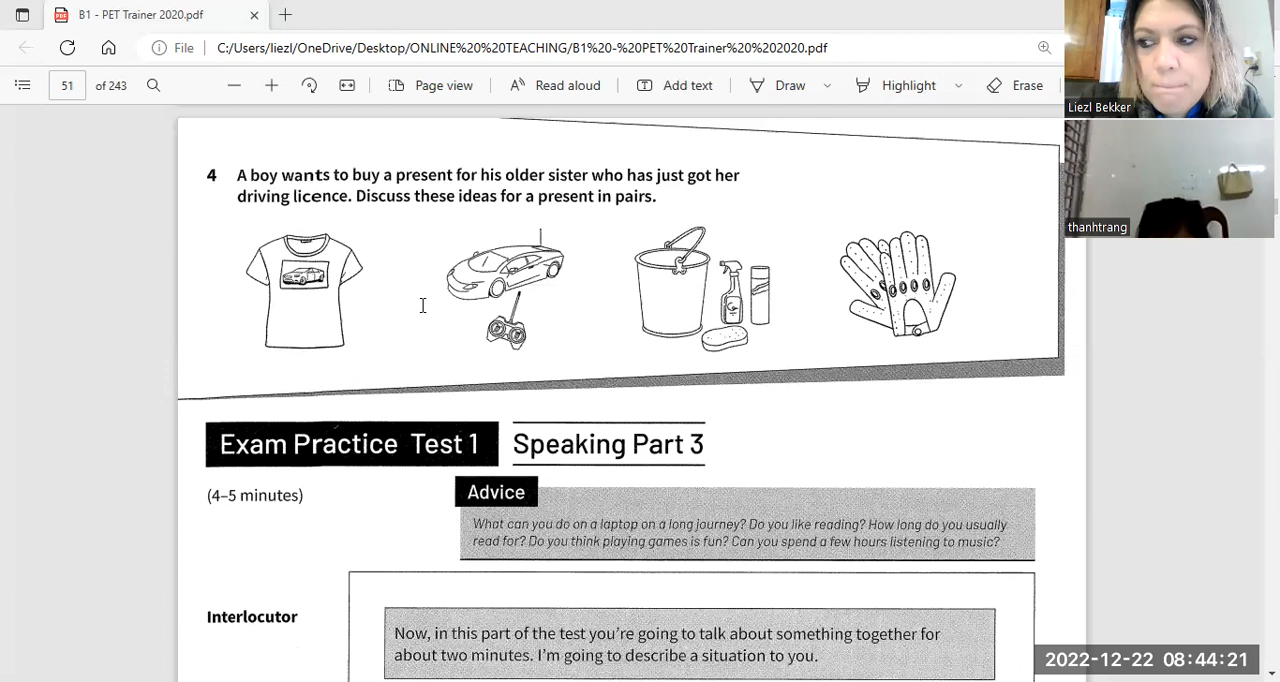 B1 - PET Trainer 2020.pdf
File
C:/Users/liezl/OneDrive/Desktop/ONLINE%20%20TEACHING/B1%20-%20PET%20Trainer%20%202020.pdf
51 of 243
Page view
Read aloud
Add text
Draw
Highlight
Erase
Liezl Bekker
thanhtrang
4 A boy wants to buy a present for his older sister who has just got her
driving licence. Discuss these ideas for a present in pairs.
Exam Practice Test 1 Speaking Part 3
(4–5 minutes)
Advice
What can you do on a laptop on a long journey? Do you like reading? How long do you usually
read for? Do you think playing games is fun? Can you spend a few hours listening to music?
Interlocutor
Now, in this part of the test you're going to talk about something together for
about two minutes. I'm going to describe a situation to you.
2022-12-22 08:44:21